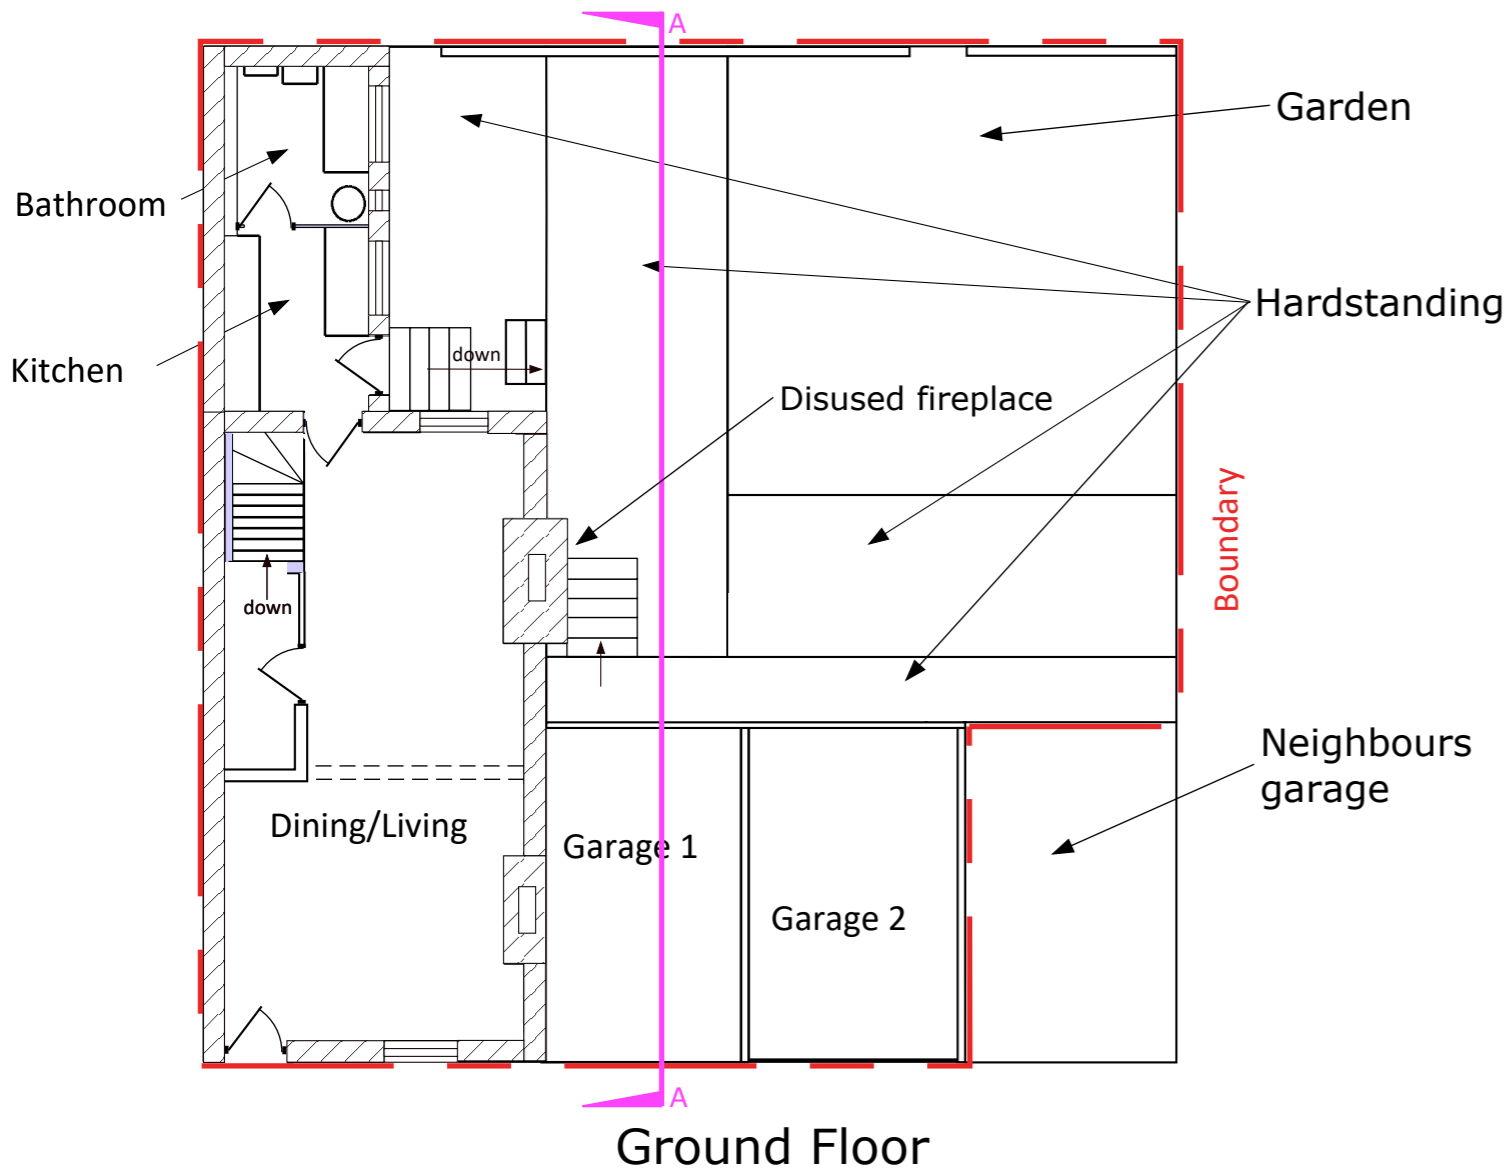 A
Garden
Bathroom
Hardstanding
down
Kitchen
Disused fireplace
Boundary
down
Neighbours
garage
Dining/Living
Garage 1
Garage 2
A
Ground Floor